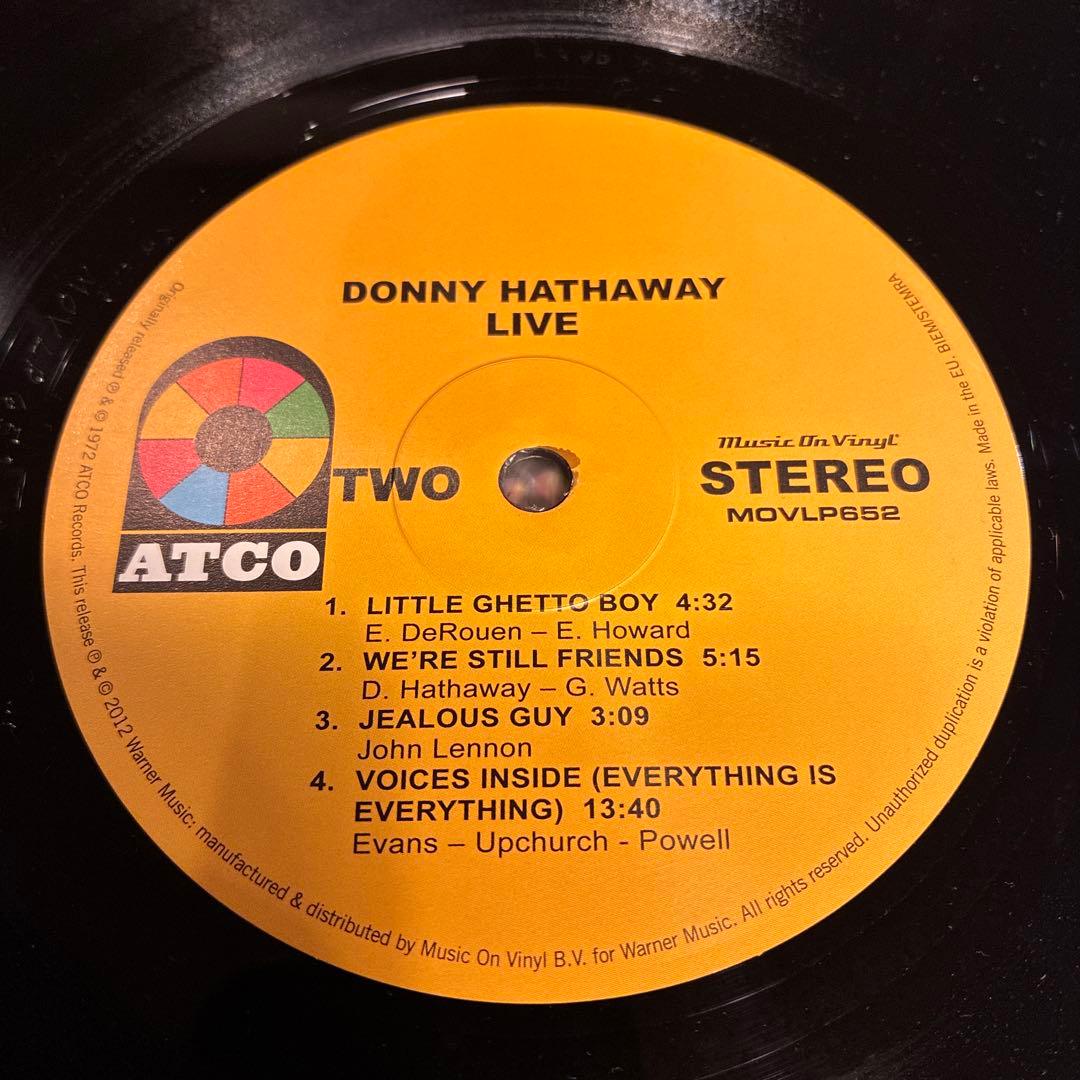 DONNY HATHAWAY
LIVE
ATCO
TWO
Music On Vinyl
STEREO
MOVLP652
1. LITTLE GHETTO BOY 4:32
E. DeRouen – E. Howard
2. WE'RE STILL FRIENDS 5:15
D. Hathaway – G. Watts
3. JEALOUS GUY 3:09
John Lennon
4. VOICES INSIDE (EVERYTHING IS
EVERYTHING) 13:40
Evans – Upchurch - Powell
Originally released ℗ & © 1972 ATCO Records. This release ℗ & © 2012 Warner Music: manufactured & distributed by Music On Vinyl B.V. for Warner Music. All rights reserved. Unauthorized duplication is a violation of applicable laws. Made in the EU. BIEM/STEMRA